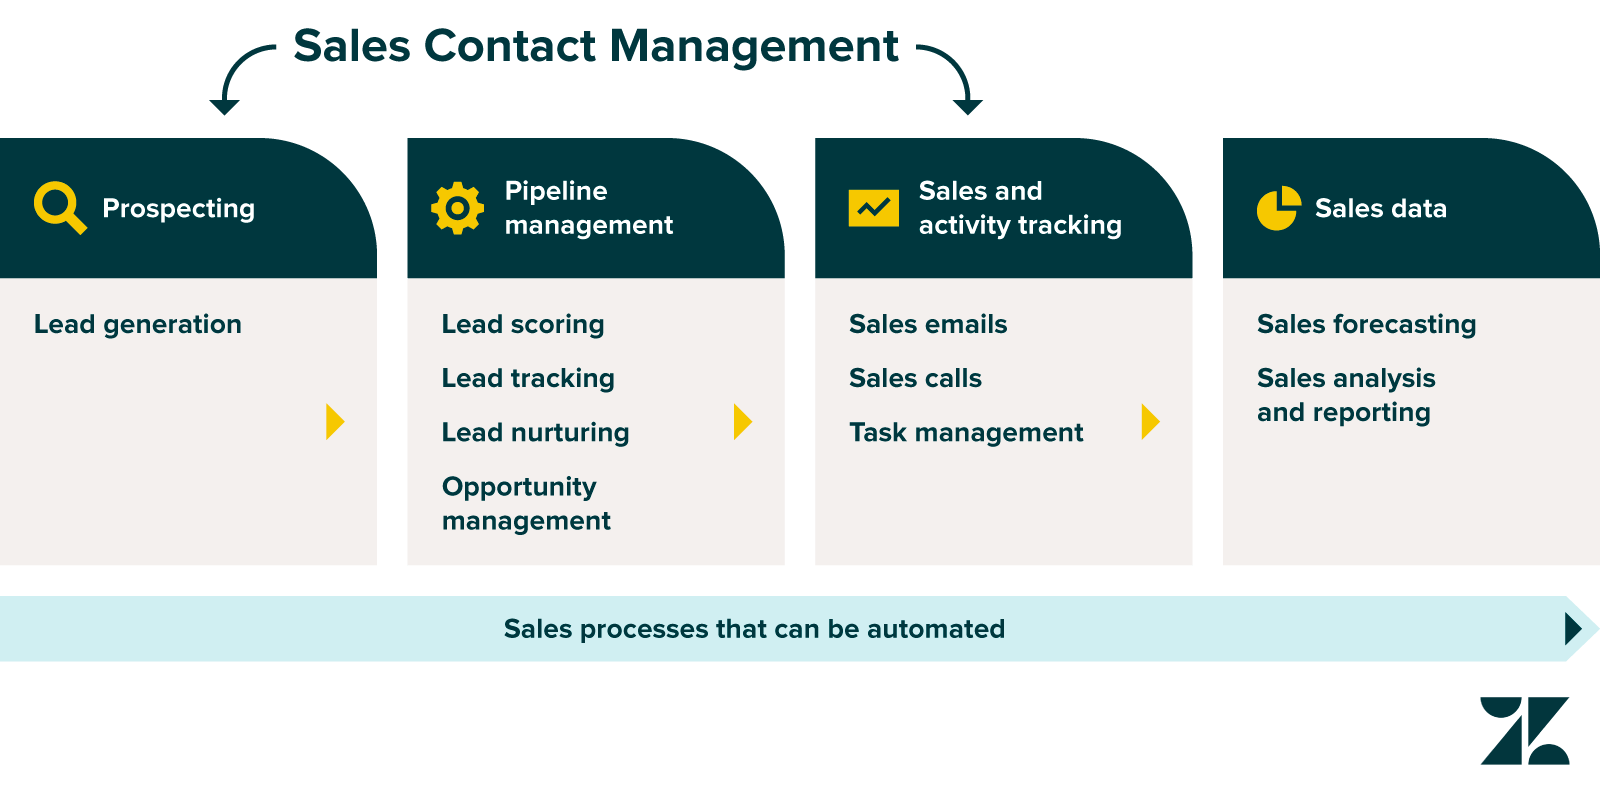 Sales Contact Management
Prospecting
Lead generation
Pipeline
management
Lead scoring
Lead tracking
Lead nurturing
Opportunity
management
Sales and
activity tracking
Sales emails
Sales calls
Task management
Sales data
Sales forecasting
Sales analysis
and reporting
Sales processes that can be automated